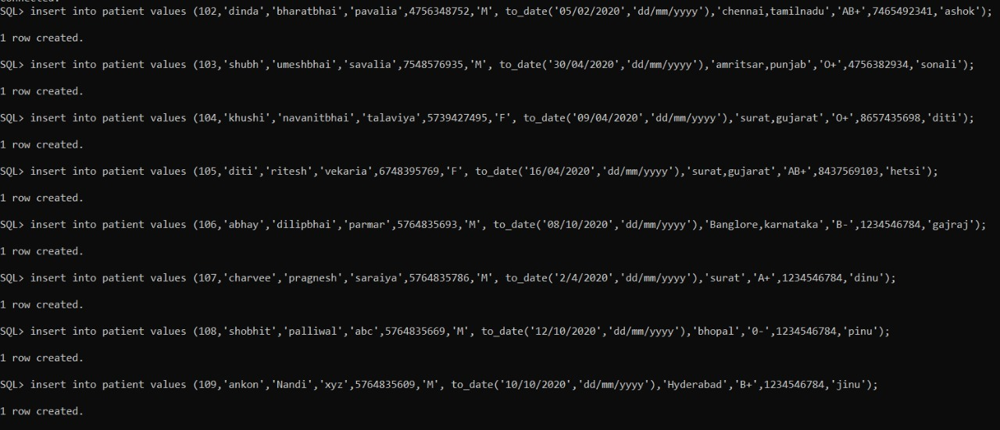 connected.
SQL> insert into patient values (102,'dinda','bharatbhai','pavalia',4756348752,'M', to_date('05/02/2020','dd/mm/yyyy'),'chennai,tamilnadu','AB+',7465492341,'ashok');
1 row created.
SQL> insert into patient values (103,'shubh','umeshbhai','savalia',7548576935,'M', to_date('30/04/2020','dd/mm/yyyy'),'amritsar,punjab','O+',4756382934,'sonali');
1 row created.
SQL> insert into patient values (104,'khushi','navanitbhai','talaviya',5739427495,'F', to_date('09/04/2020','dd/mm/yyyy'),'surat,gujarat','O+',8657435698,'diti');
1 row created.
SQL> insert into patient values (105,'diti','ritesh','vekaria',6748395769,'F', to_date('16/04/2020','dd/mm/yyyy'),'surat,gujarat','AB+',8437569103,'hetsi');
1 row created.
SQL> insert into patient values (106,'abhay','dilipbhai','parmar',5764835693,'M', to_date('08/10/2020','dd/mm/yyyy'),'Banglore,karnataka','B-',1234546784,'gajraj');
1 row created.
SQL> insert into patient values (107,'charvee','pragnesh','saraiya',5764835786,'M', to_date('2/4/2020','dd/mm/yyyy'),'surat','A+',1234546784,'dinu');
1 row created.
SQL> insert into patient values (108,'shobhit','palliwal','abc',5764835669,'M', to_date('12/10/2020','dd/mm/yyyy'),'bhopal','0-',1234546784,'pinu');
1 row created.
SQL> insert into patient values (109,'ankon','Nandi','xyz',5764835609,'M', to_date('10/10/2020','dd/mm/yyyy'),'Hyderabad','B+',1234546784,'jinu');
1 row created.